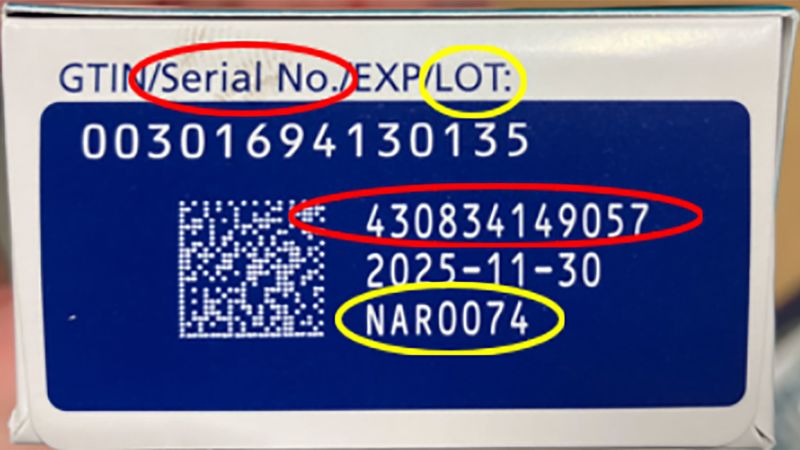 GTIN/Serial No./EXP/LOT:
00301694130135
430834149057
2025-11-30
NAR0074